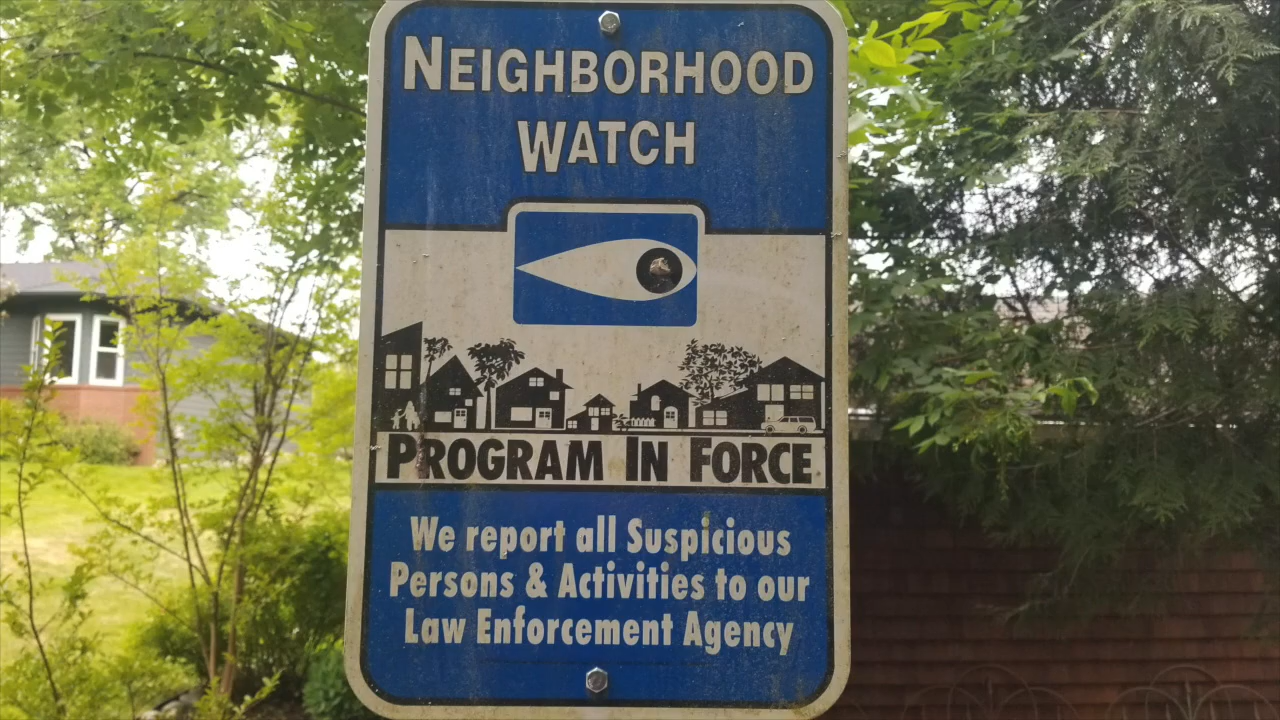 NEIGHBORHOOD
WATCH
PROGRAM IN FORCE
We report all Suspicious
Persons & Activities to our
Law Enforcement Agency